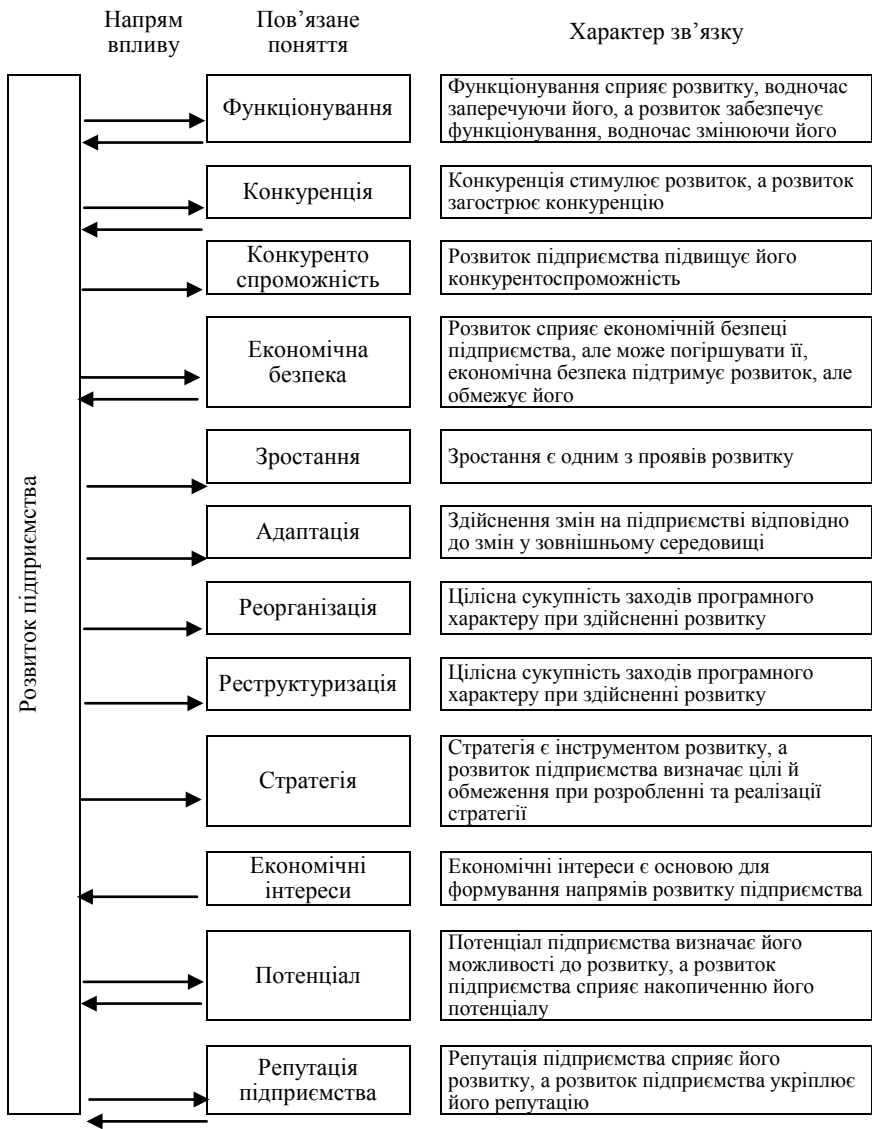 Напрям впливу
Пов’язане поняття
Характер зв’язку
Розвиток підприємства
Функціонування
Функціонування сприяє розвитку, водночас
заперечуючи його, а розвиток забезпечує
функціонування, водночас змінюючи його
Конкуренція
Конкуренція стимулює розвиток, а розвиток
загострює конкуренцію
Конкуренто
спроможність
Розвиток підприємства підвищує його
конкурентоспроможність
Економічна
безпека
Розвиток сприяє економічній безпеці
підприємства, але може погіршувати її,
економічна безпека підтримує розвиток, але
обмежує його
Зростання
Зростання є одним з проявів розвитку
Адаптація
Здійснення змін на підприємстві відповідно
до змін у зовнішньому середовищі
Реорганізація
Цілісна сукупність заходів програмного
характеру при здійсненні розвитку
Реструктуризація
Цілісна сукупність заходів програмного
характеру при здійсненні розвитку
Стратегія
Стратегія є інструментом розвитку, а
розвиток підприємства визначає цілі й
обмеження при розробленні та реалізації
стратегії
Економічні
інтереси
Економічні інтереси є основою для
формування напрямів розвитку підприємства
Потенціал
Потенціал підприємства визначає його
можливості до розвитку, а розвиток
підприємства сприяє накопиченню його
потенціалу
Репутація
підприємства
Репутація підприємства сприяє його
розвитку, а розвиток підприємства укріплює
його репутацію